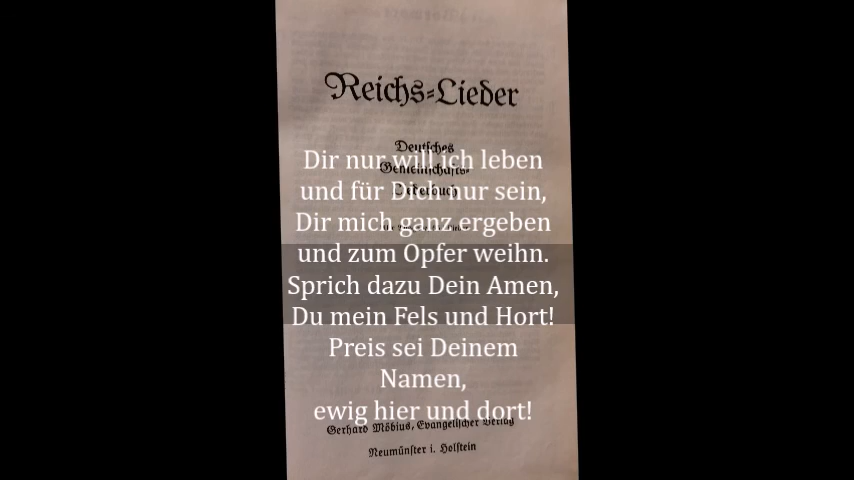 Reichs=Lieder
Deutsches
Gemeinschafts=
Liederbuch
Dir nur will ich leben
und für Dich nur sein,
Dir mich ganz ergeben
und zum Opfer weihn.
Sprich dazu Dein Amen,
Du mein Fels und Hort!
Preis sei Deinem
Namen,
ewig hier und dort!
Gerhard Möbius, Evangelischer Verlag
Neumünster i. Holstein